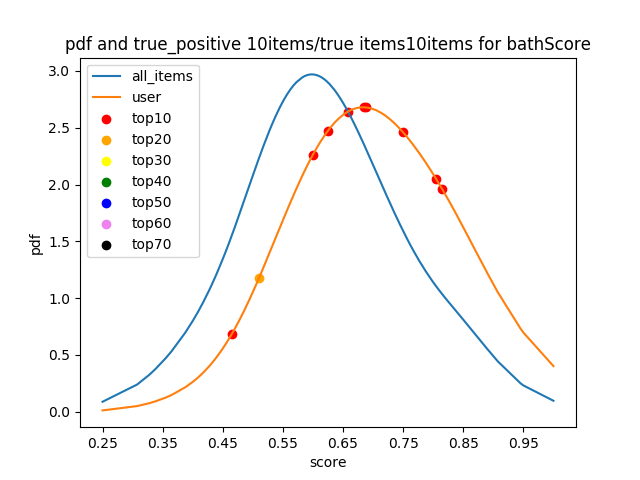 pdf and true_positive 10items/true items10items for bathScore
all_items
user
top10
top20
top30
top40
top50
top60
top70
3.0
2.5
2.0
1.5
1.0
0.5
0.0
pdf
0.25 0.35 0.45 0.55 0.65 0.75 0.85 0.95
score